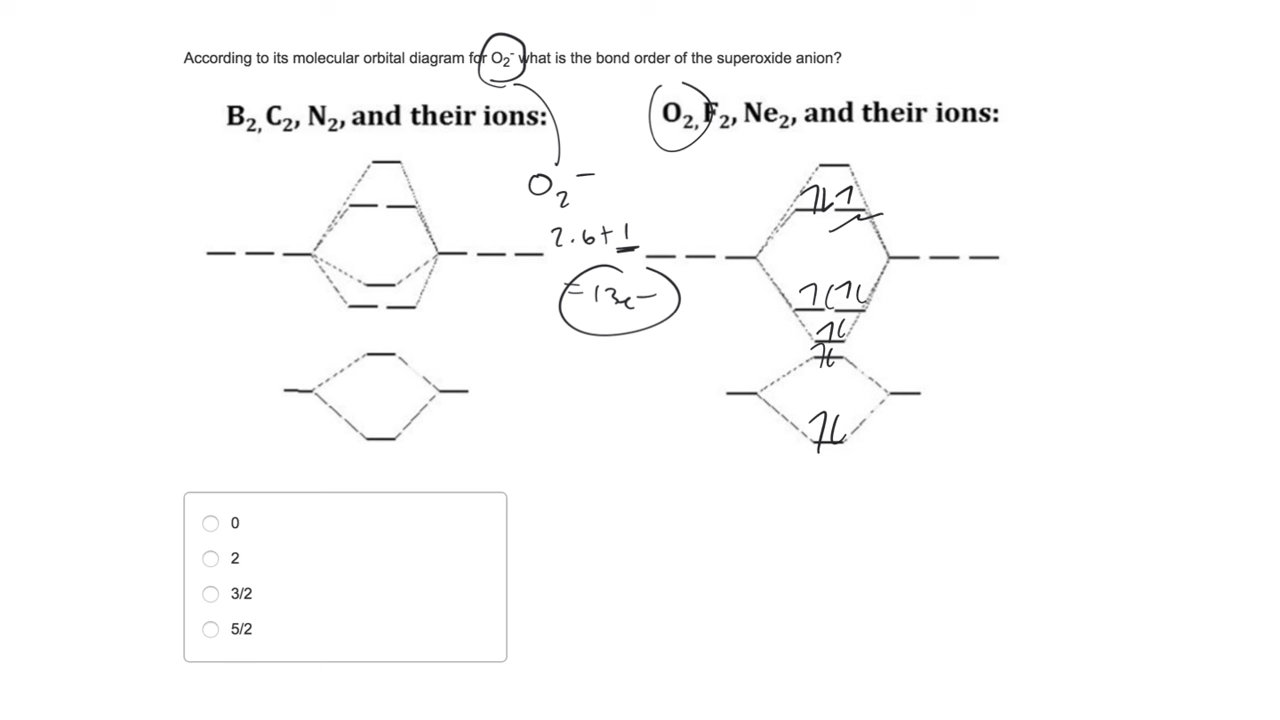 According to its molecular orbital diagram for O₂⁻ what is the bond order of the superoxide anion?
B₂, C₂, N₂, and their ions:
O₂, F₂, Ne₂, and their ions:
O₂⁻
2·6+1
= 13e−
0
2
3/2
5/2